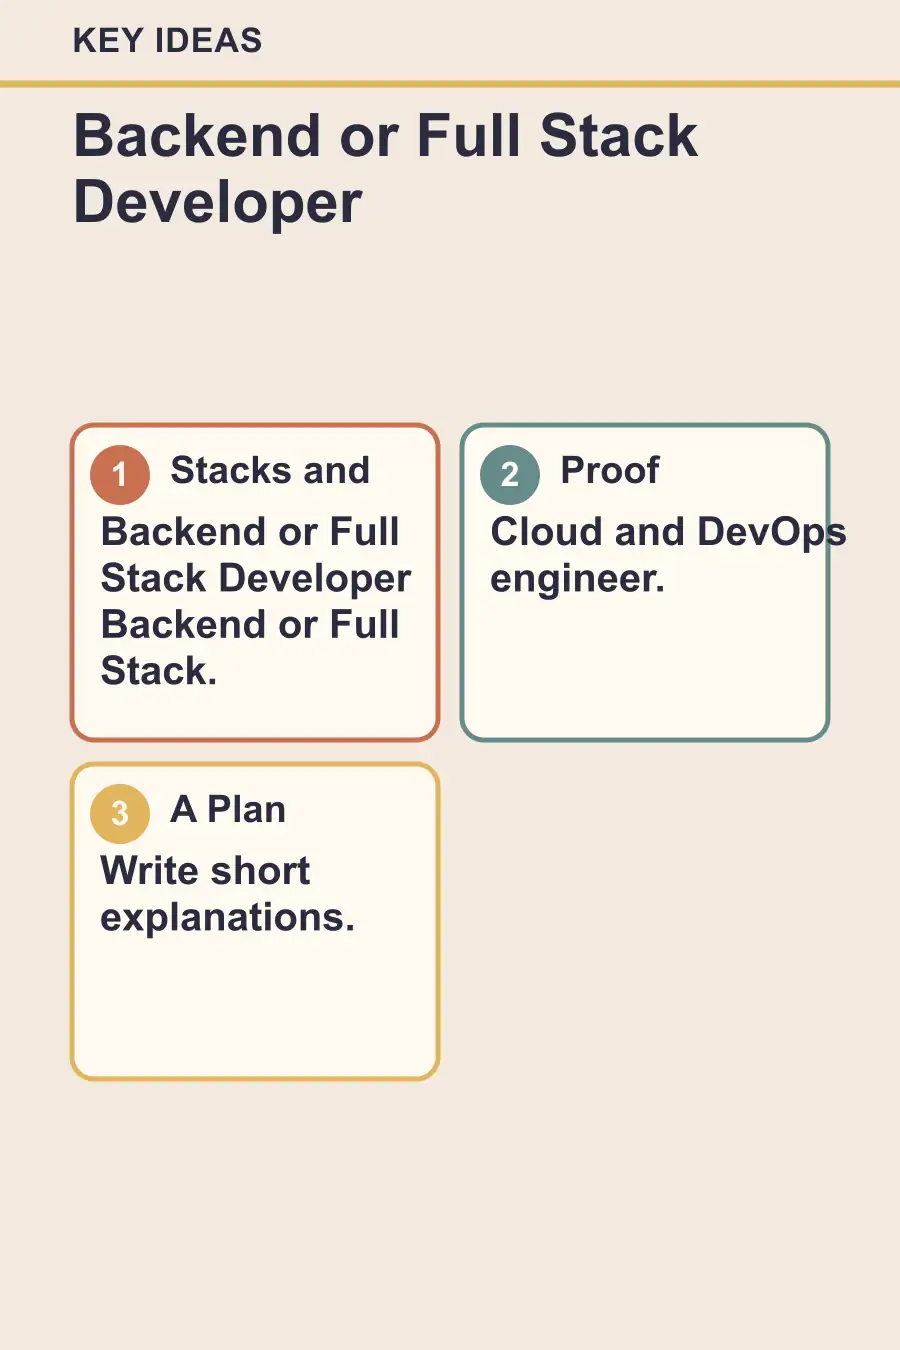 KEY IDEAS
Backend or Full Stack
Developer
1 Stacks and
Backend or Full
Stack Developer
Backend or Full
Stack.
2 Proof
Cloud and DevOps
engineer.
3 A Plan
Write short
explanations.